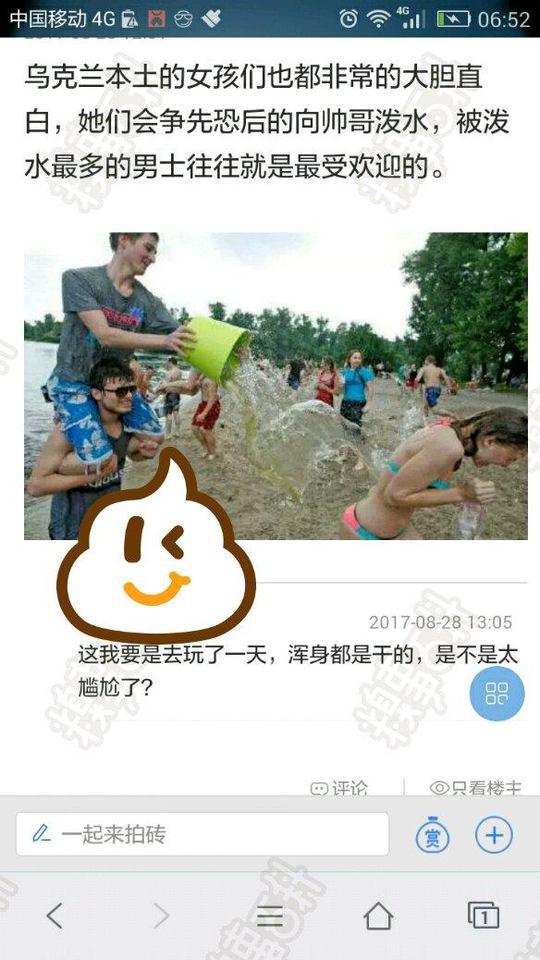 中国移动 4G
4G
06:52
乌克兰本土的女孩们也都非常的大胆直
白，她们会争先恐后的向帅哥泼水，被泼
水最多的男士往往就是最受欢迎的。
2017-08-28 13:05
这我要是去玩了一天，浑身都是干的，是不是太
尴尬了?
评论
只看楼主
一起来拍砖
赏
1